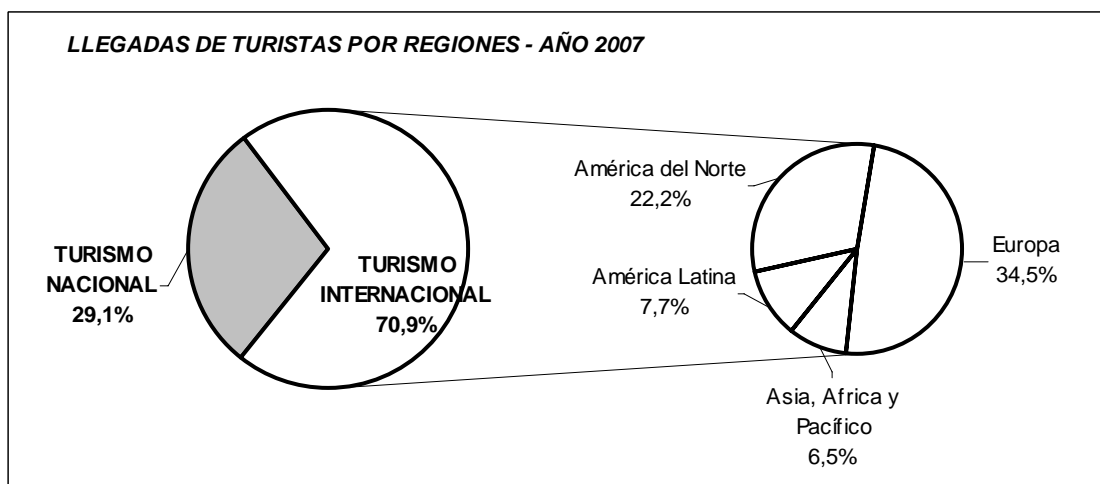 LLEGADAS DE TURISTAS POR REGIONES - AÑO 2007
TURISMO
NACIONAL
29,1%
TURISMO
INTERNACIONAL
70,9%
América del Norte
22,2%
América Latina
7,7%
Europa
34,5%
Asia, Africa y
Pacífico
6,5%